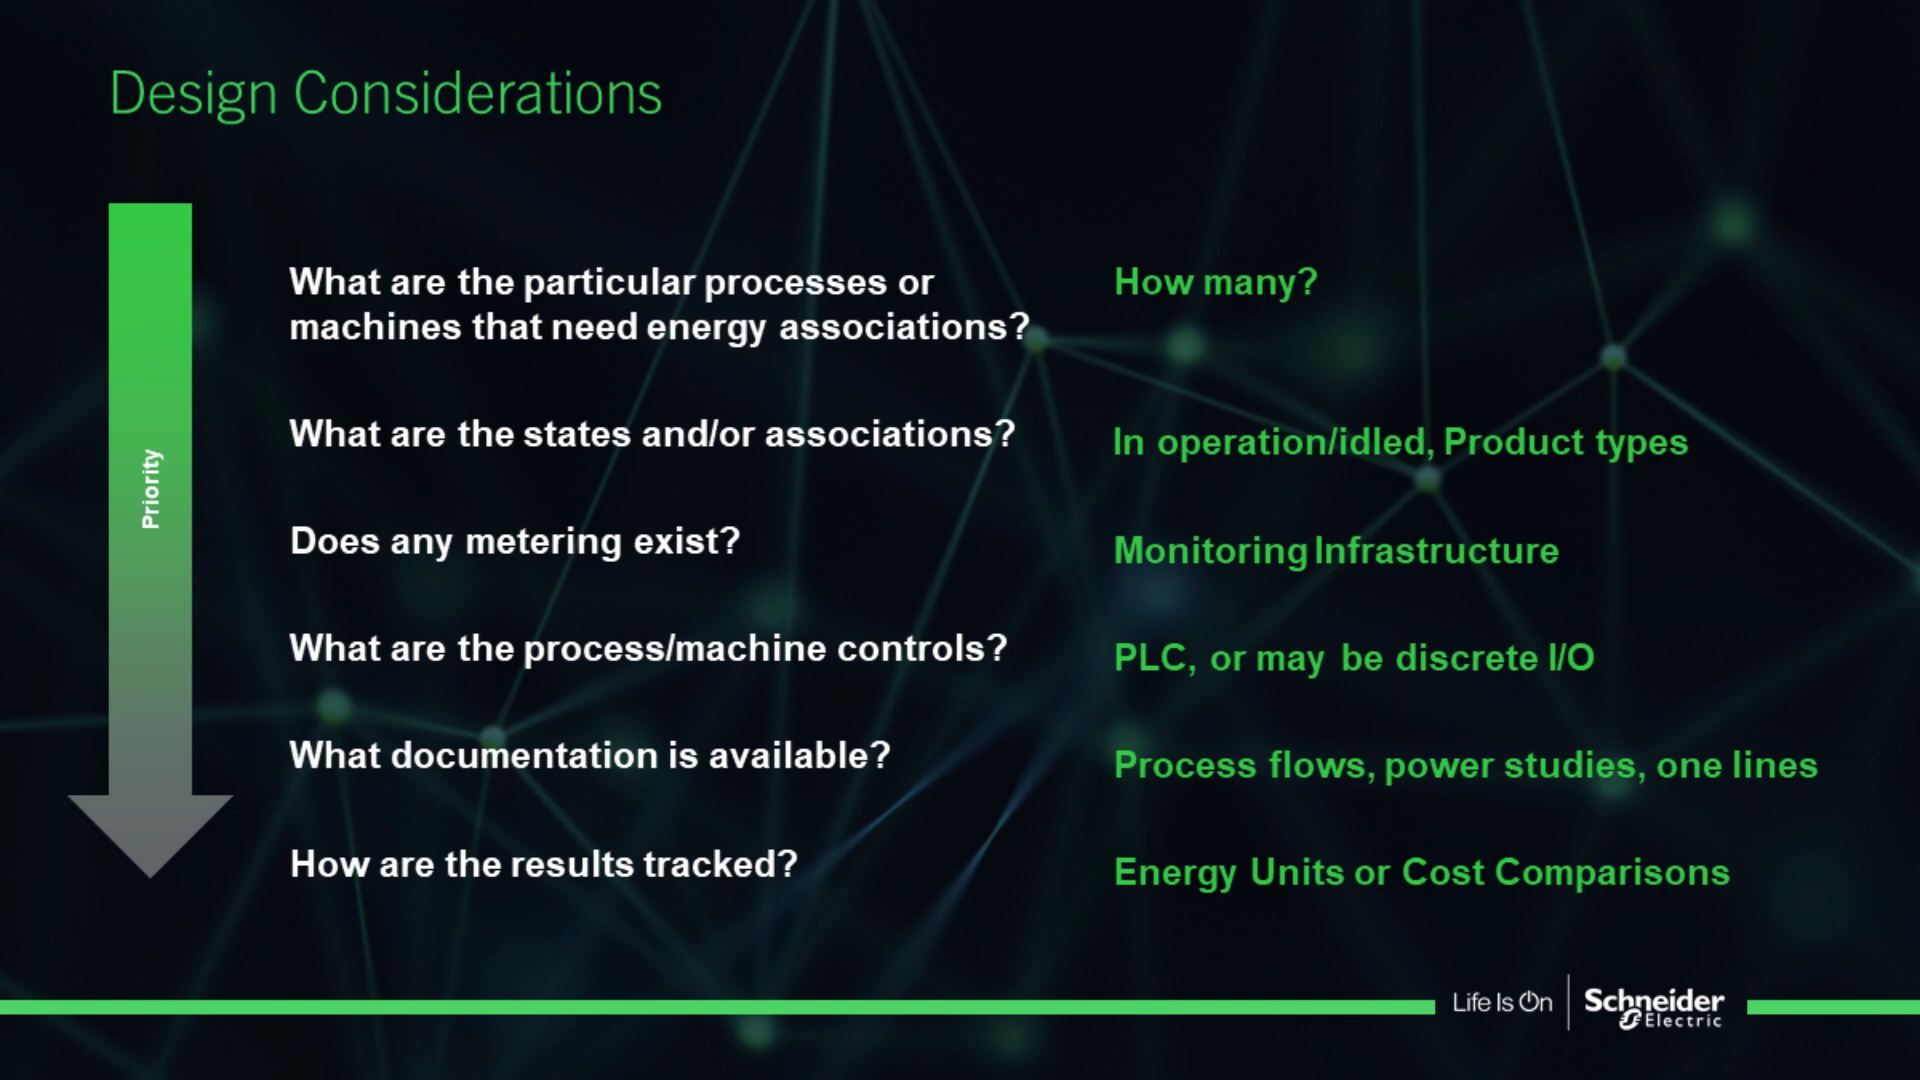 Design Considerations
Priority
What are the particular processes or
machines that need energy associations?
How many?
What are the states and/or associations?
In operation/idled, Product types
Does any metering exist?
Monitoring Infrastructure
What are the process/machine controls?
PLC, or may be discrete I/O
What documentation is available?
Process flows, power studies, one lines
How are the results tracked?
Energy Units or Cost Comparisons
Life Is On
Schneider
Electric